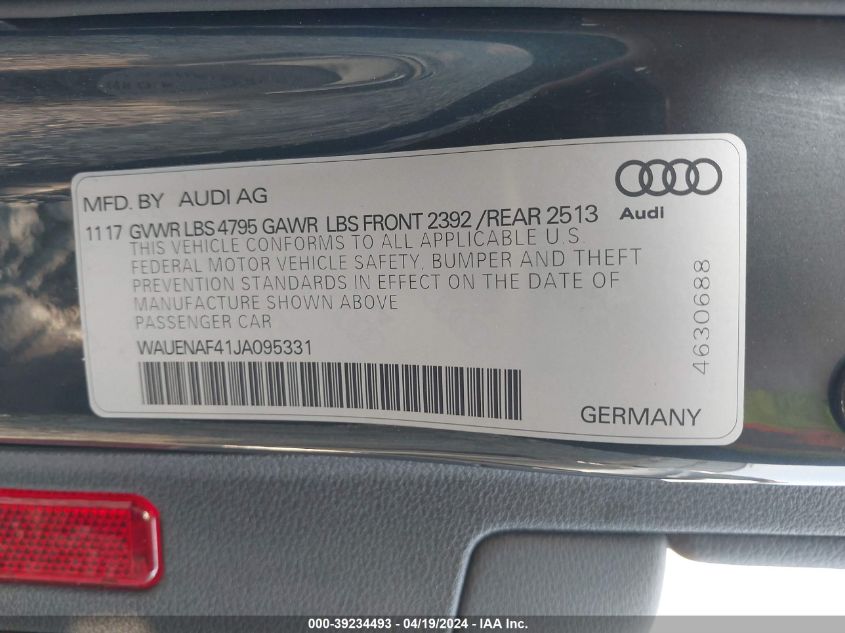 MFD. BY AUDI AG
Audi
11 17 GVWR LBS 4795 GAWR LBS FRONT 2392 /REAR 2513
THIS VEHICLE CONFORMS TO ALL APPLICABLE U.S.
FEDERAL MOTOR VEHICLE SAFETY, BUMPER AND THEFT
PREVENTION STANDARDS IN EFFECT ON THE DATE OF
MANUFACTURE SHOWN ABOVE
PASSENGER CAR
WAUENAF41JA095331
4630688
GERMANY
000-39234493 - 04/19/2024 - IAA Inc.